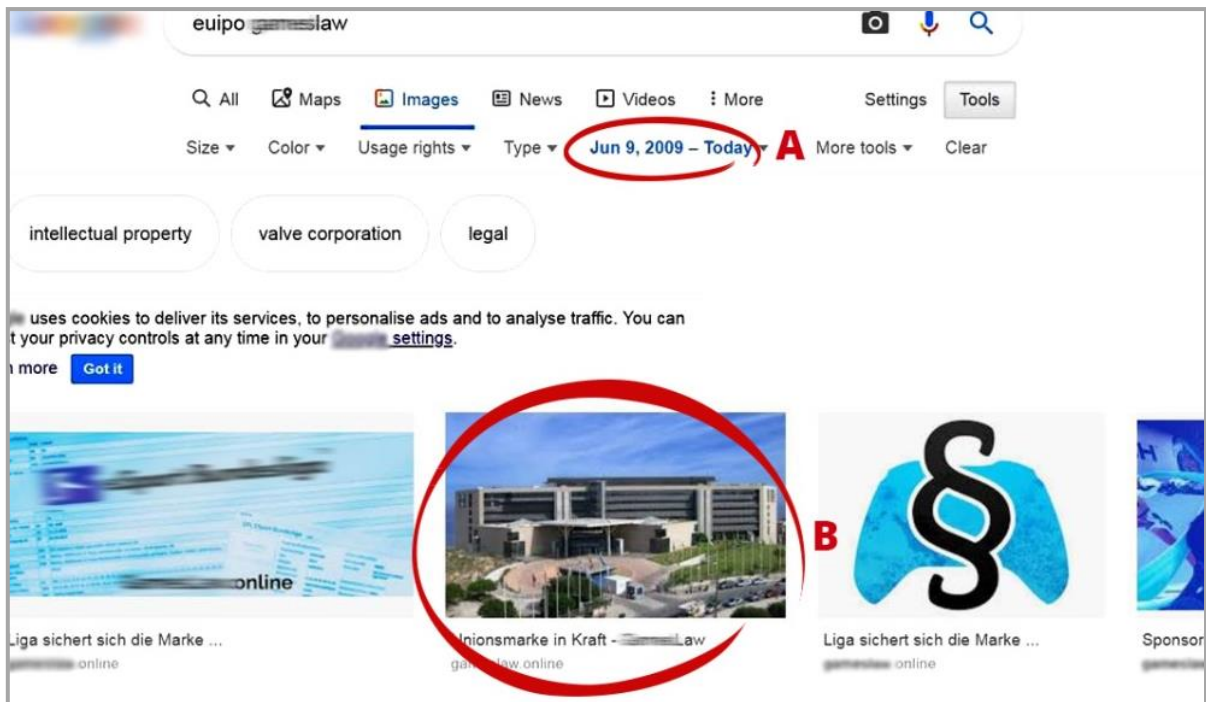 euipo law
All Maps Images News Videos More Settings Tools
Size Color Usage rights Type Jun 9, 2009 – Today A More tools Clear
intellectual property valve corporation legal
uses cookies to deliver its services, to personalise ads and to analyse traffic. You can
t your privacy controls at any time in your settings.
more Got it
online
B
Liga sichert sich die Marke ... Unionsmarke in Kraft - Law Liga sichert sich die Marke ... Sponsor
law.online online